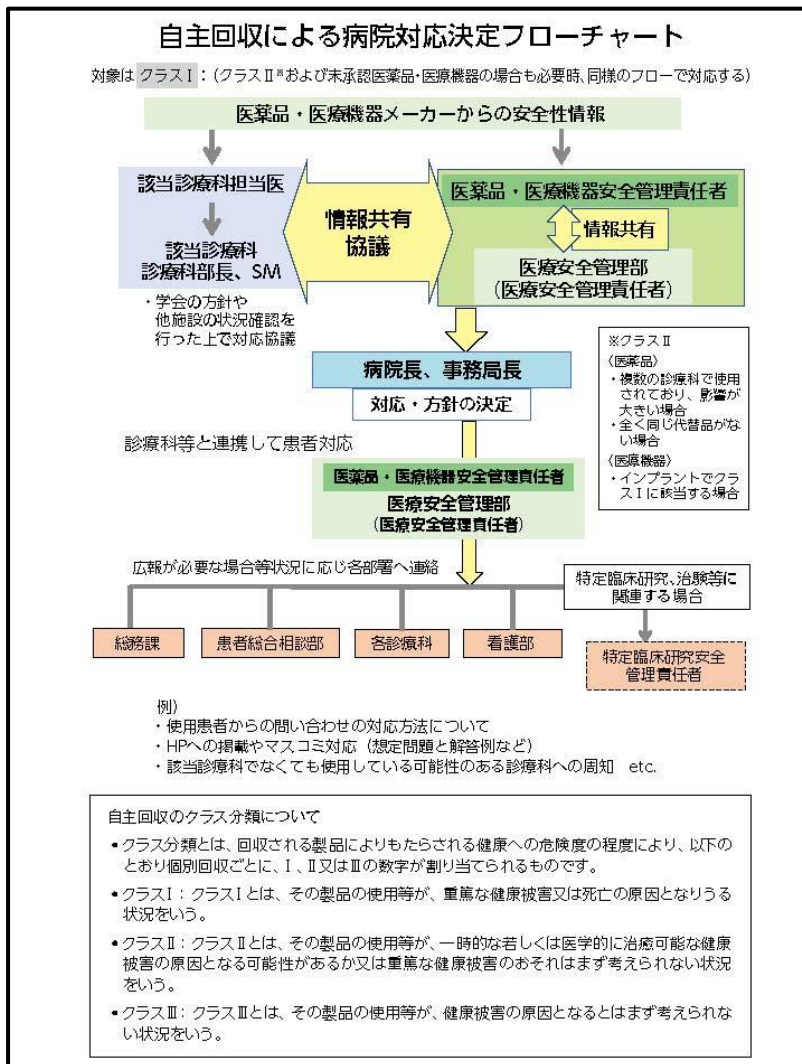 自主回収による病院対応決定フローチャート
対象は クラスⅠ：（クラスⅡ※および未承認医薬品・医療機器の場合も必要時、同様のフローで対応する）
医薬品・医療機器メーカーからの安全性情報
該当診療科担当医
該当診療科
診療科部長、SM
・学会の方針や
他施設の状況確認を
行った上で対応協議
情報共有
協議
医薬品・医療機器安全管理責任者
情報共有
医療安全管理部
（医療安全管理責任者）
病院長、事務局長
対応・方針の決定
※クラスⅡ
〈医薬品〉
・複数の診療科で使用
されており、影響が
大きい場合
・全く同じ代替品がな
い場合
〈医療機器〉
・インプラントでクラ
スⅠに該当する場合
診療科等と連携して患者対応
医薬品・医療機器安全管理責任者
医療安全管理部
（医療安全管理責任者）
広報が必要な場合等状況に応じ各部署へ連絡
特定臨床研究、治験等に
関連する場合
総務課
患者総合相談部
各診療科
看護部
特定臨床研究安全
管理責任者
例）
・使用患者からの問い合わせの対応方法について
・HPへの掲載やマスコミ対応（想定問題と解答例など）
・該当診療科でなくても使用している可能性のある診療科への周知　etc.
自主回収のクラス分類について
•クラス分類とは、回収される製品によりもたらされる健康への危険度の程度により、以下の
とおり個別回収ごとに、Ⅰ、Ⅱ又はⅢの数字が割り当てられるものです。
•クラスⅠ：クラスⅠとは、その製品の使用等が、重篤な健康被害又は死亡の原因となりうる
状況をいう。
•クラスⅡ：クラスⅡとは、その製品の使用等が、一時的な若しくは医学的に治癒可能な健康
被害の原因となる可能性があるか又は重篤な健康被害のおそれはまず考えられない状況
をいう。
•クラスⅢ：クラスⅢとは、その製品の使用等が、健康被害の原因となるとはまず考えられな
い状況をいう。